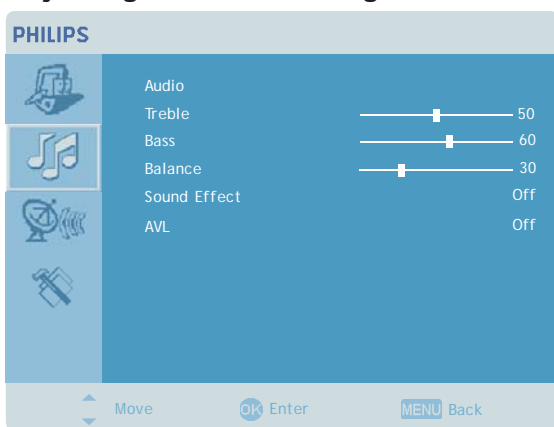 PHILIPS
Audio
Treble 50
Bass 60
Balance 30
Sound Effect Off
AVL Off
Move OK Enter MENU Back